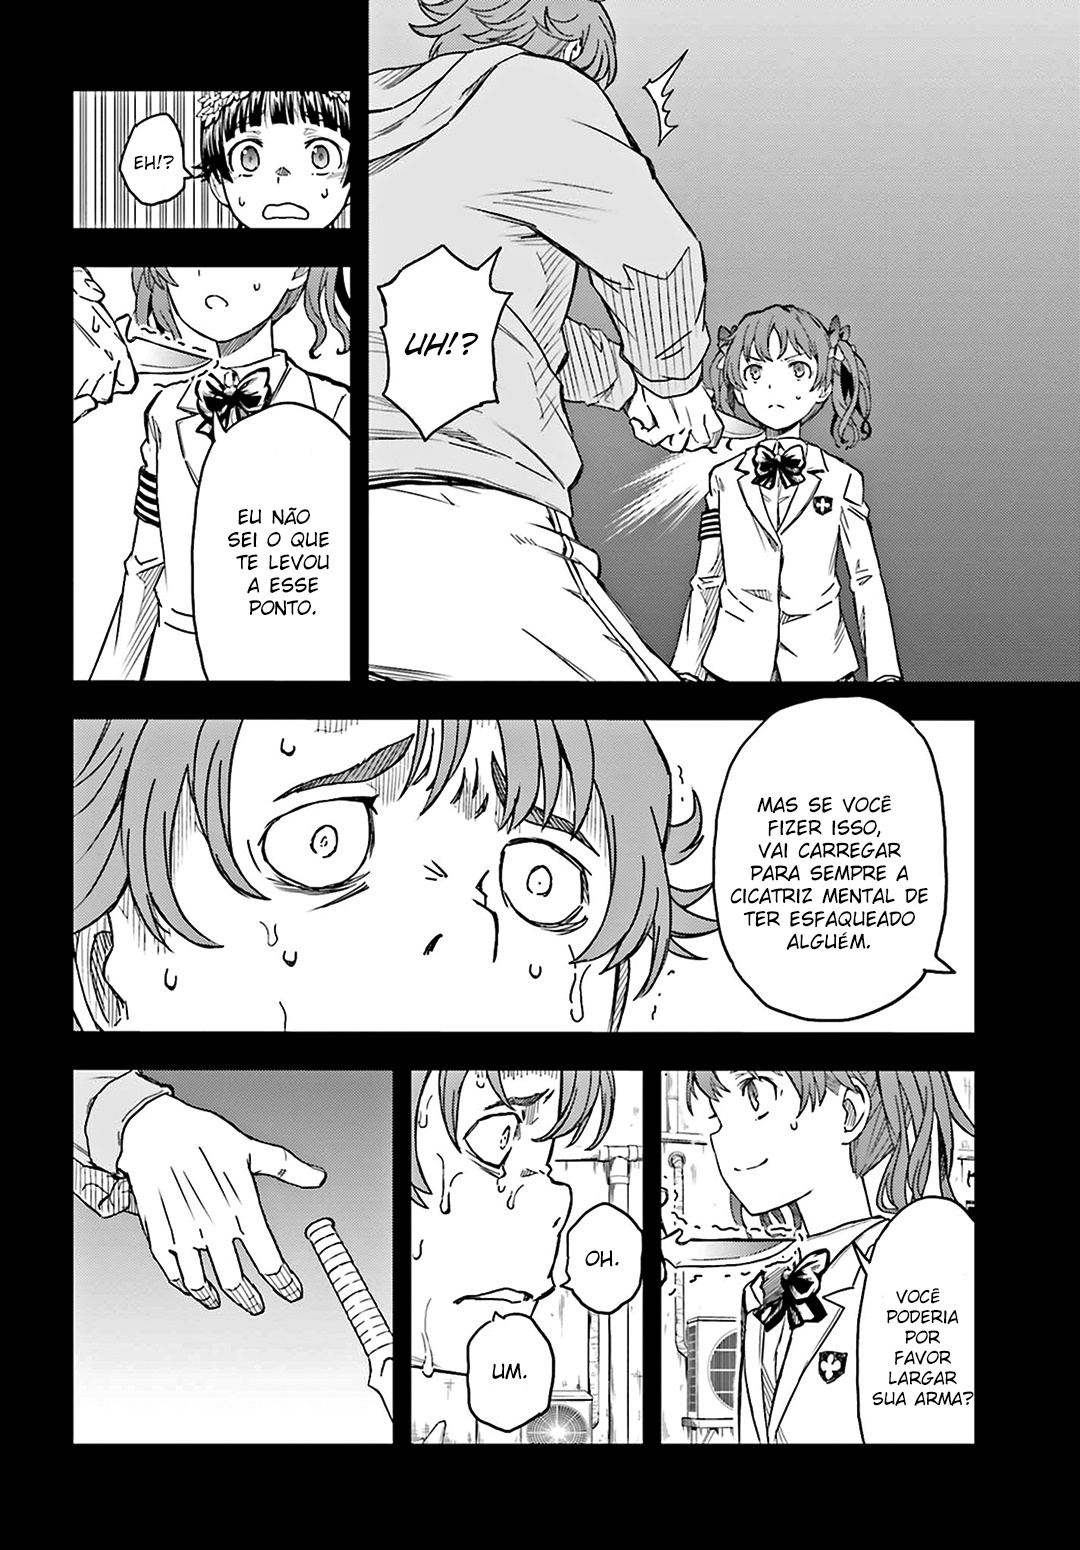 UH!?
EH!?
EU NÃO
SEI O QUE
TE LEVOU
A ESSE
PONTO.
MAS SE VOCÊ
FIZER ISSO,
VAI CARREGAR
PARA SEMPRE A
CICATRIZ MENTAL DE
TER ESFAQUEADO
ALGUÉM.
VOCÊ
PODERIA
POR
FAVOR
LARGAR
SUA ARMA?
OH.
UM.